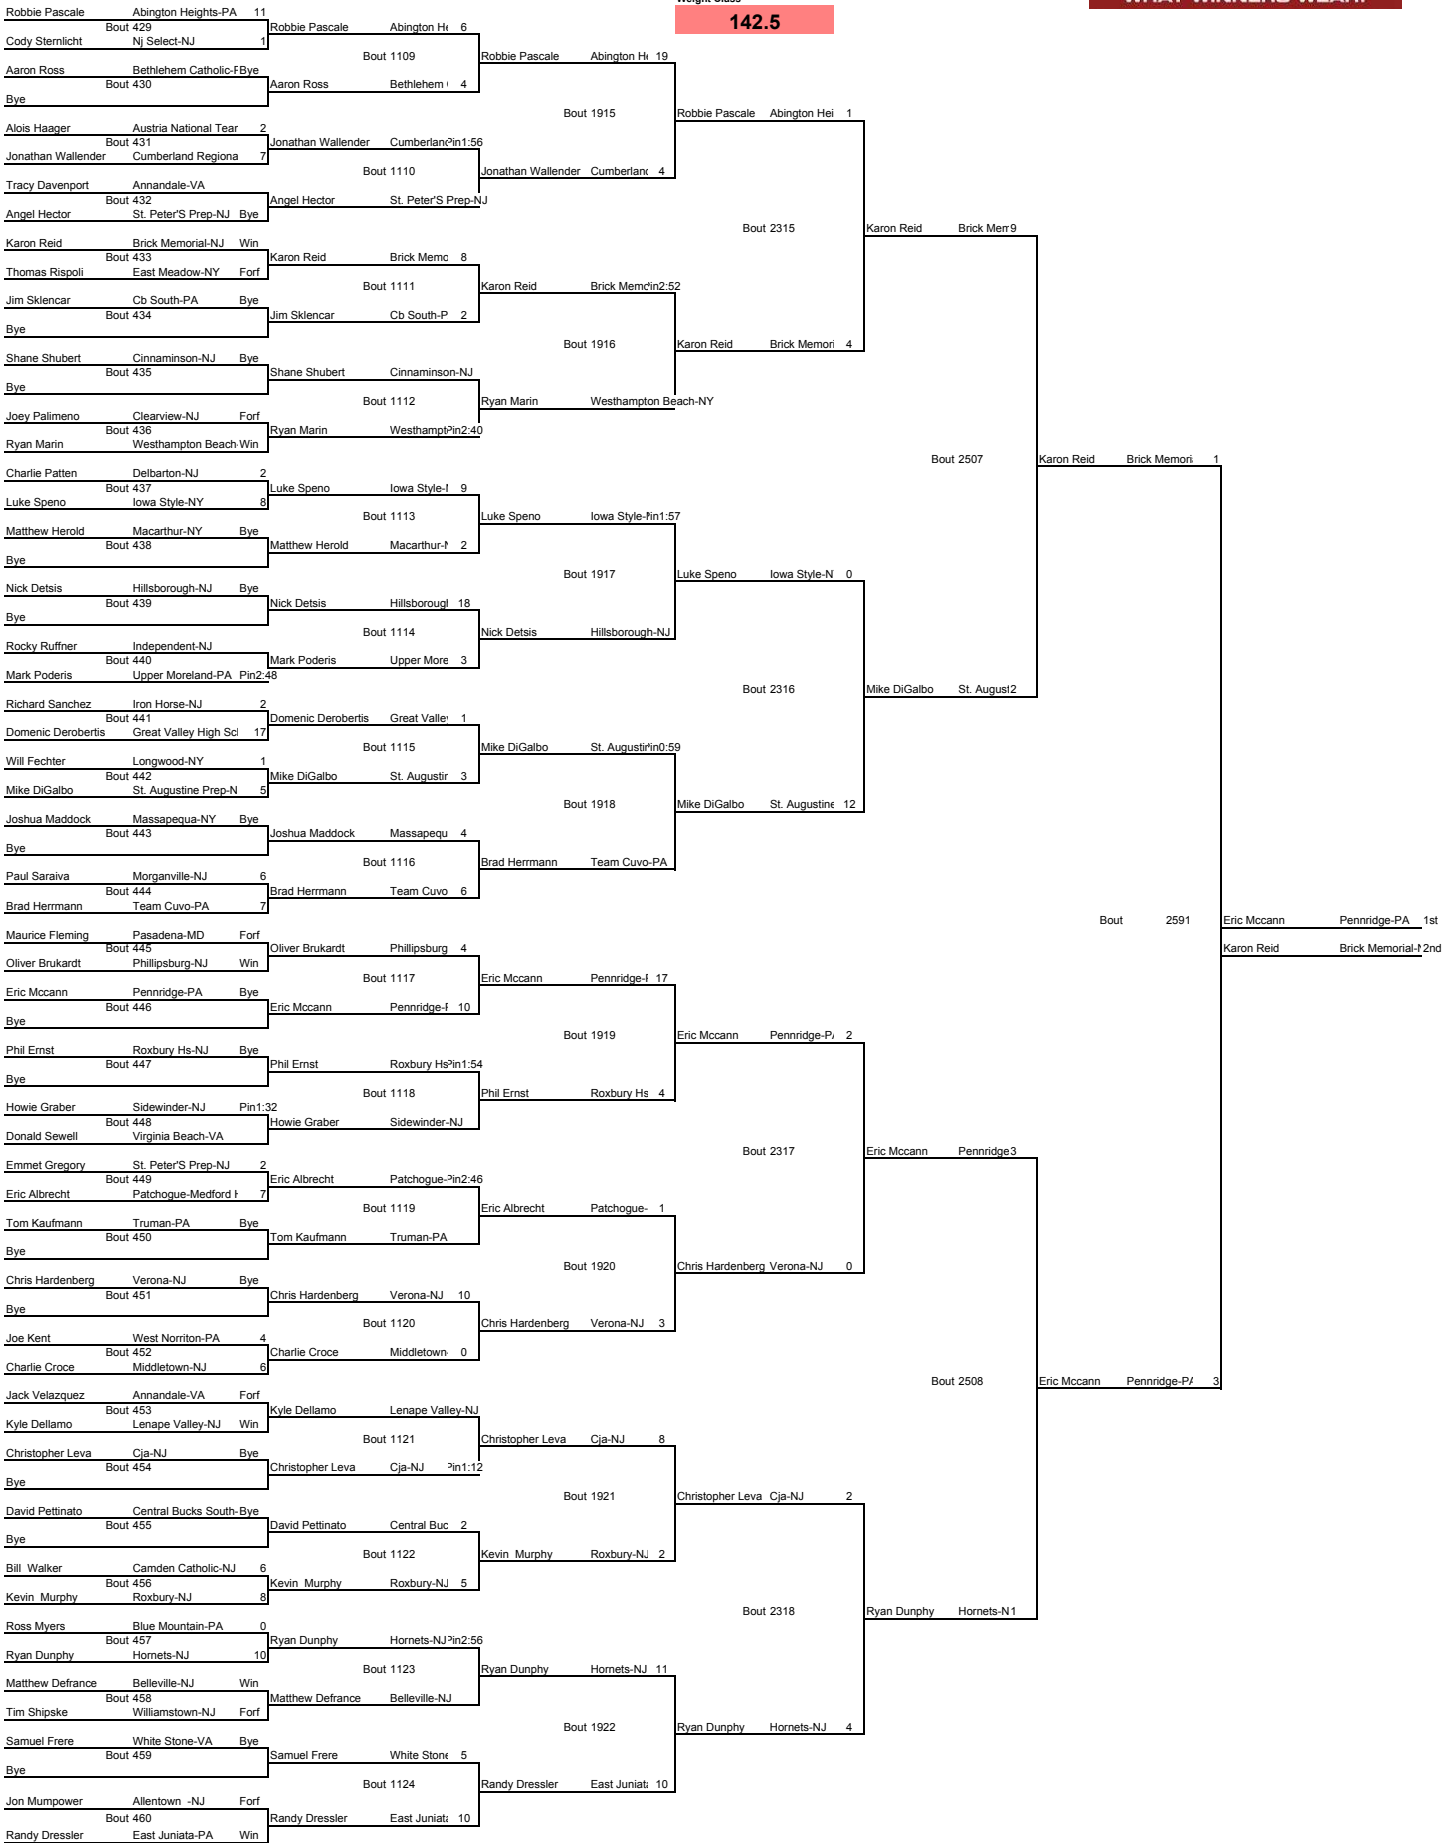 Weight Class
WHAT WINNERS WEAR!
142.5
Robbie Pascale Abington Heights-PA 11
Bout 429
Cody Sternlicht Nj Select-NJ 1
Aaron Ross Bethlehem Catholic-F Bye
Bout 430
Bye
Alois Haager Austria National Tear 2
Bout 431
Jonathan Wallender Cumberland Regiona 7
Tracy Davenport Annandale-VA
Bout 432
Angel Hector St. Peter'S Prep-NJ Bye
Karon Reid Brick Memorial-NJ Win
Bout 433
Thomas Rispoli East Meadow-NY Forf
Jim Sklencar Cb South-PA Bye
Bout 434
Bye
Shane Shubert Cinnaminson-NJ Bye
Bout 435
Bye
Joey Palimeno Clearview-NJ Forf
Bout 436
Ryan Marin Westhampton Beach Win
Charlie Patten Delbarton-NJ 2
Bout 437
Luke Speno Iowa Style-NY 8
Matthew Herold Macarthur-NY Bye
Bout 438
Bye
Nick Detsis Hillsborough-NJ Bye
Bout 439
Bye
Rocky Ruffner Independent-NJ
Bout 440
Mark Poderis Upper Moreland-PA Pin2:48
Richard Sanchez Iron Horse-NJ 2
Bout 441
Domenic Derobertis Great Valley High Scl 17
Will Fechter Longwood-NY 1
Bout 442
Mike DiGalbo St. Augustine Prep-N 5
Joshua Maddock Massapequa-NY Bye
Bout 443
Bye
Paul Saraiva Morganville-NJ 6
Bout 444
Brad Herrmann Team Cuvo-PA 7
Maurice Fleming Pasadena-MD Forf
Bout 445
Oliver Brukardt Phillipsburg-NJ Win
Eric Mccann Pennridge-PA Bye
Bout 446
Bye
Phil Ernst Roxbury Hs-NJ Bye
Bout 447
Bye
Howie Graber Sidewinder-NJ Pin1:32
Bout 448
Donald Sewell Virginia Beach-VA
Emmet Gregory St. Peter'S Prep-NJ 2
Bout 449
Eric Albrecht Patchogue-Medford H 7
Tom Kaufmann Truman-PA Bye
Bout 450
Bye
Chris Hardenberg Verona-NJ Bye
Bout 451
Bye
Joe Kent West Norriton-PA 4
Bout 452
Charlie Croce Middletown-NJ 6
Jack Velazquez Annandale-VA Forf
Bout 453
Kyle Dellamo Lenape Valley-NJ Win
Christopher Leva Cja-NJ Bye
Bout 454
Bye
David Pettinato Central Bucks South- Bye
Bout 455
Bye
Bill Walker Camden Catholic-NJ 6
Bout 456
Kevin Murphy Roxbury-NJ 8
Ross Myers Blue Mountain-PA 0
Bout 457
Ryan Dunphy Hornets-NJ 10
Matthew Defrance Belleville-NJ Win
Bout 458
Tim Shipske Williamstown-NJ Forf
Samuel Frere White Stone-VA Bye
Bout 459
Bye
Jon Mumpower Allentown -NJ Forf
Bout 460
Randy Dressler East Juniata-PA Win
Robbie Pascale Abington He 6
Bout 1109
Aaron Ross Bethlehem 4
Jonathan Wallender Cumberland Pin1:56
Bout 1110
Angel Hector St. Peter'S Prep-NJ
Karon Reid Brick Memo 8
Bout 1111
Jim Sklencar Cb South-P 2
Shane Shubert Cinnaminson-NJ
Bout 1112
Ryan Marin Westhampt Pin2:40
Luke Speno Iowa Style-N 9
Bout 1113
Matthew Herold Macarthur-N 2
Nick Detsis Hillsborough 18
Bout 1114
Mark Poderis Upper More 3
Domenic Derobertis Great Valley 1
Bout 1115
Mike DiGalbo St. Augustin 3
Joshua Maddock Massapequ 4
Bout 1116
Brad Herrmann Team Cuvo 6
Oliver Brukardt Phillipsburg 4
Bout 1117
Eric Mccann Pennridge-F 10
Phil Ernst Roxbury Hs Pin1:54
Bout 1118
Howie Graber Sidewinder-NJ
Eric Albrecht Patchogue- Pin2:46
Bout 1119
Tom Kaufmann Truman-PA
Chris Hardenberg Verona-NJ 10
Bout 1120
Charlie Croce Middletown- 0
Kyle Dellamo Lenape Valley-NJ
Bout 1121
Christopher Leva Cja-NJ Pin1:12
David Pettinato Central Buc 2
Bout 1122
Kevin Murphy Roxbury-NJ 5
Ryan Dunphy Hornets-NJ Pin2:56
Bout 1123
Matthew Defrance Belleville-NJ
Samuel Frere White Stone 5
Bout 1124
Randy Dressler East Juniata 10
Robbie Pascale Abington He 19
Bout 1915
Jonathan Wallender Cumberland 4
Karon Reid Brick Memo Pin2:52
Bout 1916
Ryan Marin Westhampton Beach-NY
Luke Speno Iowa Style- Pin1:57
Bout 1917
Nick Detsis Hillsborough-NJ
Mike DiGalbo St. Augustin Pin0:59
Bout 1918
Brad Herrmann Team Cuvo-PA
Eric Mccann Pennridge-F 17
Bout 1919
Phil Ernst Roxbury Hs 4
Eric Albrecht Patchogue- 1
Bout 1920
Chris Hardenberg Verona-NJ 3
Christopher Leva Cja-NJ 8
Bout 1921
Kevin Murphy Roxbury-NJ 2
Ryan Dunphy Hornets-NJ 11
Bout 1922
Randy Dressler East Juniata 10
Robbie Pascale Abington Hei 1
Bout 2315
Karon Reid Brick Memori 4
Luke Speno Iowa Style-N 0
Bout 2316
Mike DiGalbo St. Augustine 12
Eric Mccann Pennridge-PA 2
Bout 2317
Chris Hardenberg Verona-NJ 0
Christopher Leva Cja-NJ 2
Bout 2318
Ryan Dunphy Hornets-NJ 4
Karon Reid Brick Mem 9
Bout 2507
Mike DiGalbo St. August 2
Eric Mccann Pennridge 3
Bout 2508
Ryan Dunphy Hornets-N 1
Karon Reid Brick Memori 1
Bout 2591
Eric Mccann Pennridge-PA 3
Eric Mccann Pennridge-PA 1st
Karon Reid Brick Memorial-N 2nd